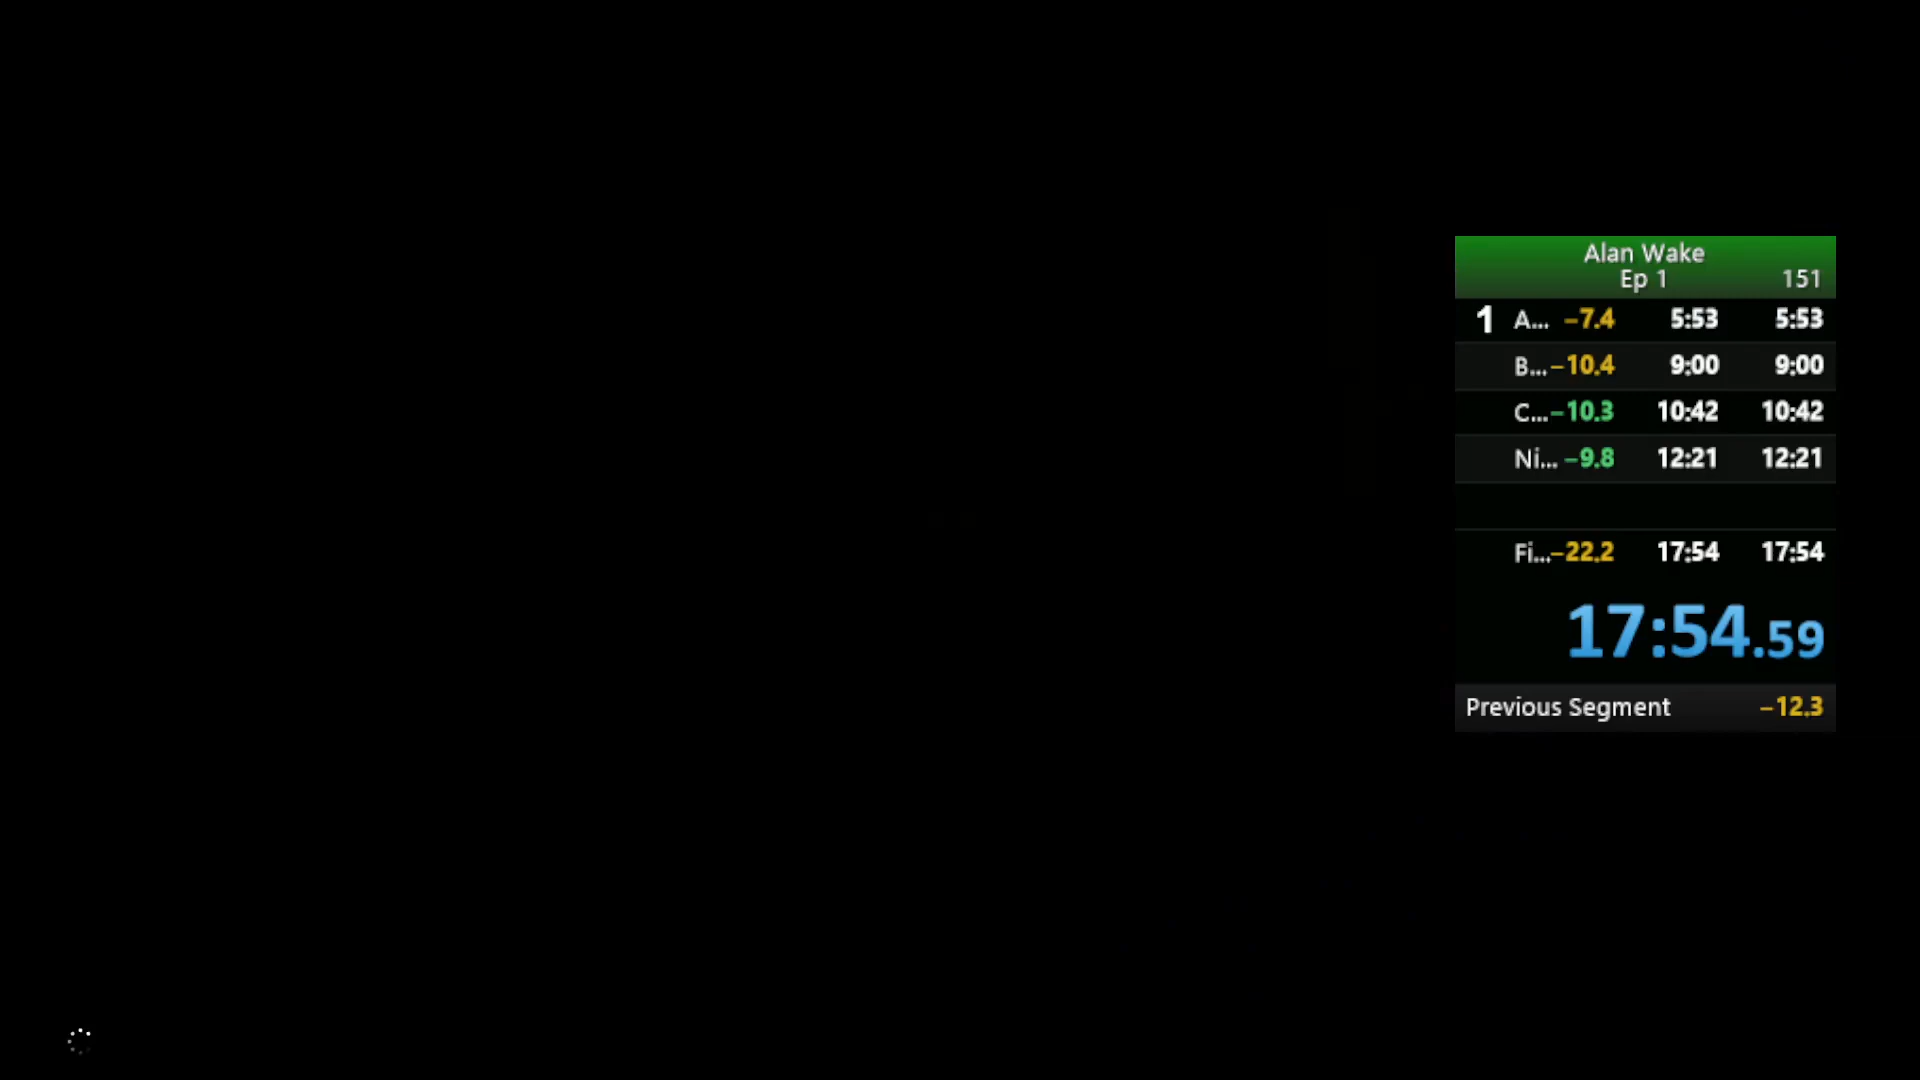 Alan Wake
Ep 1 151
1 A... −7.4 5:53 5:53
B... −10.4 9:00 9:00
C... −10.3 10:42 10:42
Ni... −9.8 12:21 12:21
Fi... −22.2 17:54 17:54
17:54.59
Previous Segment −12.3